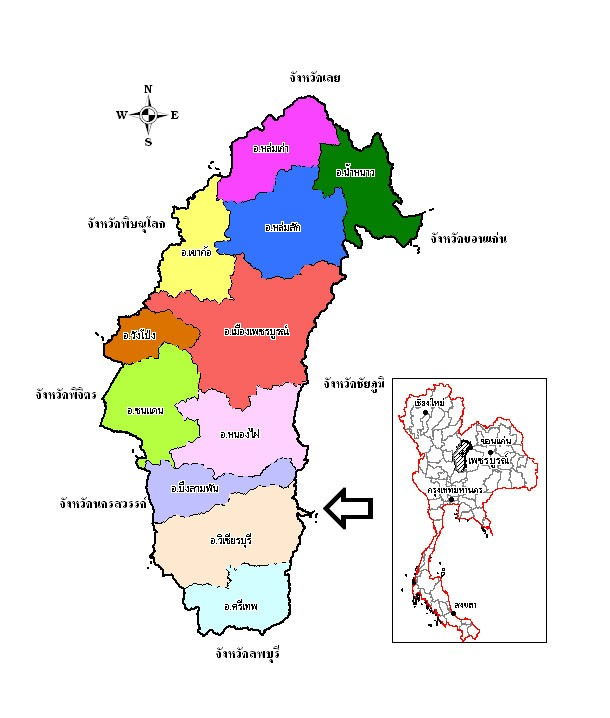 จังหวัดเลย
N
W E
S
อ.หล่มเก่า
อ.น้ำหนาว
จังหวัดพิษณุโลก
อ.หล่มสัก
จังหวัดขอนแก่น
อ.เขาค้อ
อ.วังโป่ง
อ.เมืองเพชรบูรณ์
จังหวัดพิจิตร
จังหวัดชัยภูมิ
อ.ชนแดน
อ.หนองไผ่
เชียงใหม่
ขอนแก่น
เพชรบูรณ์
กรุงเทพมหานคร
สงขลา
อ.บึงสามพัน
จังหวัดนครสวรรค์
อ.วิเชียรบุรี
อ.ศรีเทพ
จังหวัดลพบุรี